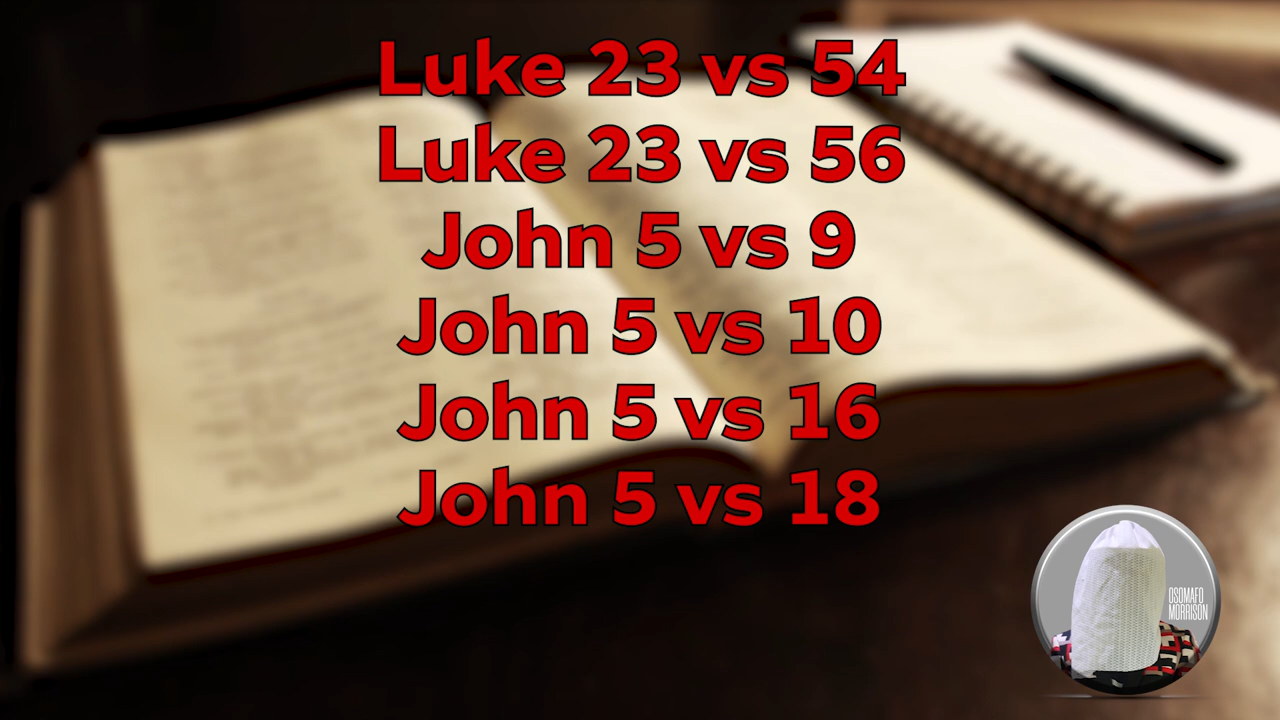 Luke 23 vs 54
Luke 23 vs 56
John 5 vs 9
John 5 vs 10
John 5 vs 16
John 5 vs 18
OSOMAFO
MORRISON